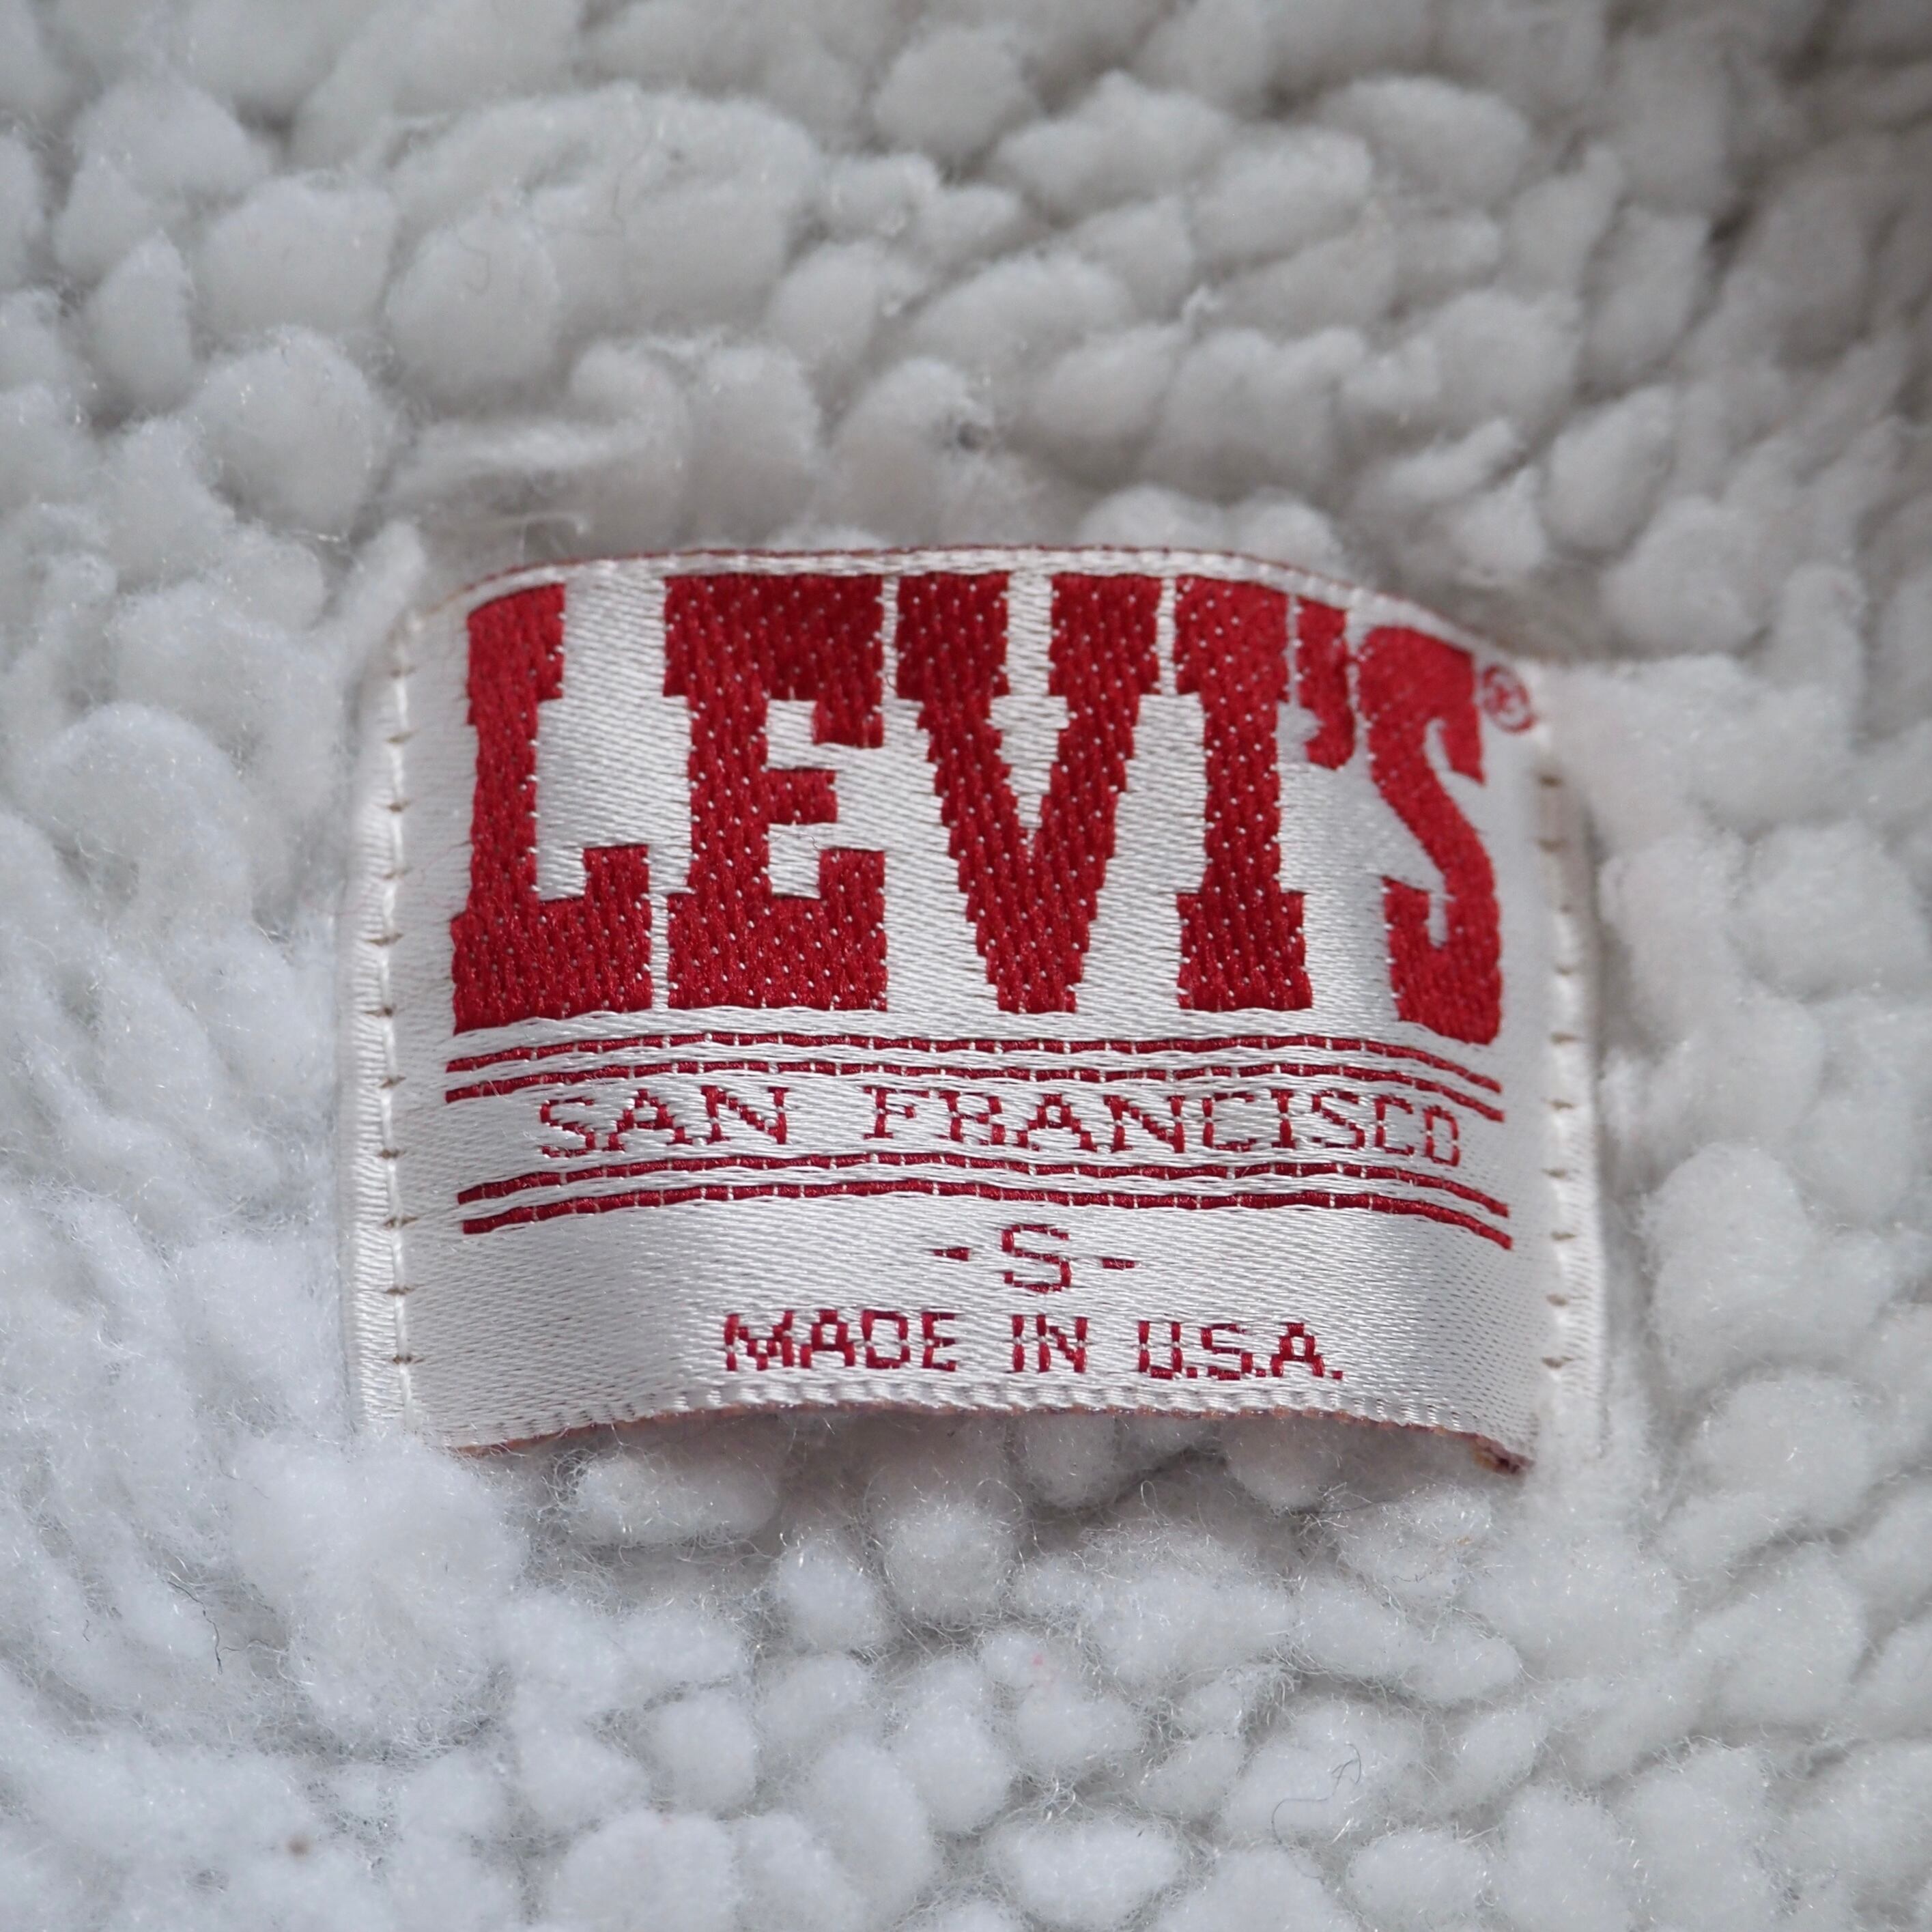 LEVI'S®
SAN FRANCISCO
-S-
MADE IN U.S.A.